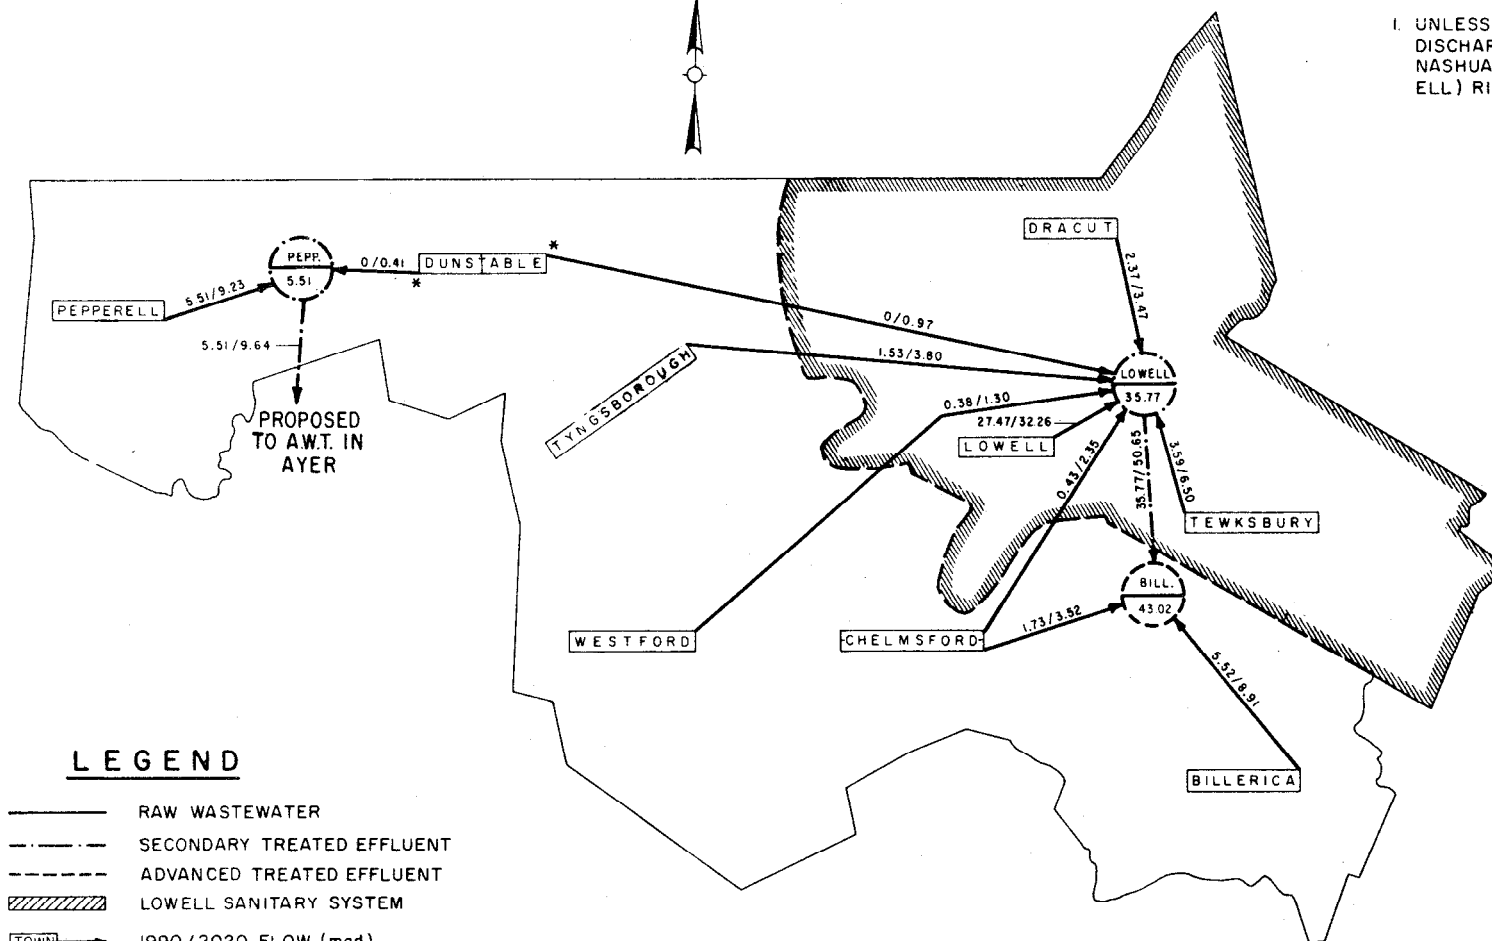 1. UNLESS
DISCHAR
NASHUA
ELL) RI
DRACUT
2.37/3.47
PEPP.
5.51
0/0.41
DUNSTABLE
*
*
PEPPERELL
5.51/9.23
5.51/9.64
PROPOSED
TO A.W.T. IN
AYER
0/0.97
1.53/3.80
TYNGSBOROUGH
LOWELL
35.77
0.38/1.30
27.47/32.26
LOWELL
0.43/2.35
35.77/50.65
3.59/6.50
TEWKSBURY
BILL.
43.02
WESTFORD
CHELMSFORD
1.73/3.52
5.52/8.91
BILLERICA
LEGEND
RAW WASTEWATER
SECONDARY TREATED EFFLUENT
ADVANCED TREATED EFFLUENT
LOWELL SANITARY SYSTEM
TOWN 1990/2020 FLOW (mgd)